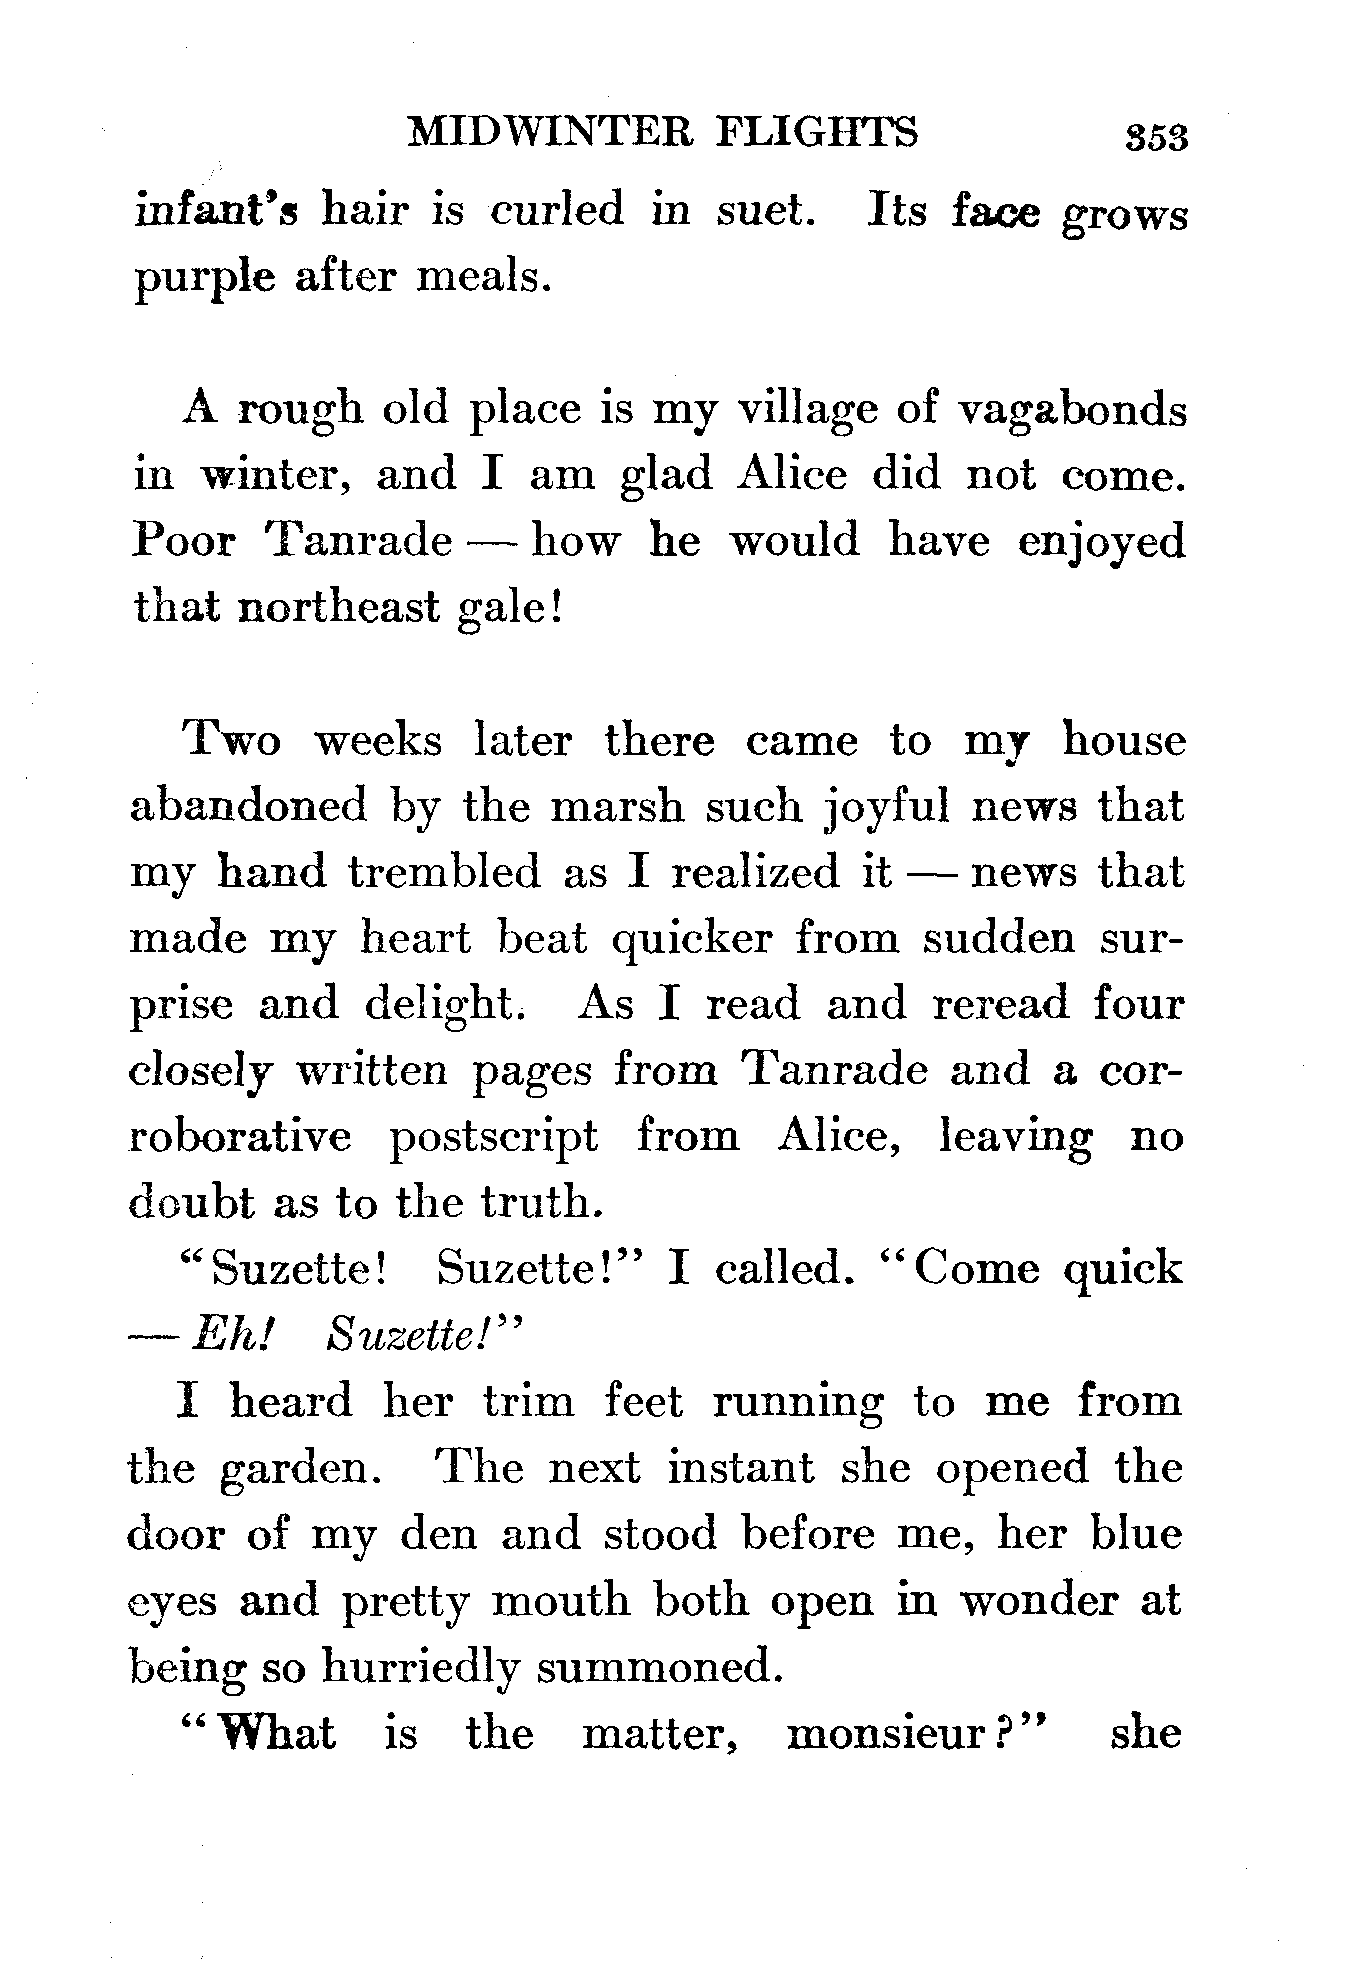 MIDWINTER FLIGHTS 353
infant's hair is curled in suet. Its face grows
purple after meals.
A rough old place is my village of vagabonds
in winter, and I am glad Alice did not come.
Poor Tanrade — how he would have enjoyed
that northeast gale!
Two weeks later there came to my house
abandoned by the marsh such joyful news that
my hand trembled as I realized it — news that
made my heart beat quicker from sudden sur-
prise and delight. As I read and reread four
closely written pages from Tanrade and a cor-
roborative postscript from Alice, leaving no
doubt as to the truth.
“Suzette! Suzette!” I called. “Come quick
— Eh! Suzette!”
I heard her trim feet running to me from
the garden. The next instant she opened the
door of my den and stood before me, her blue
eyes and pretty mouth both open in wonder at
being so hurriedly summoned.
“What is the matter, monsieur?” she